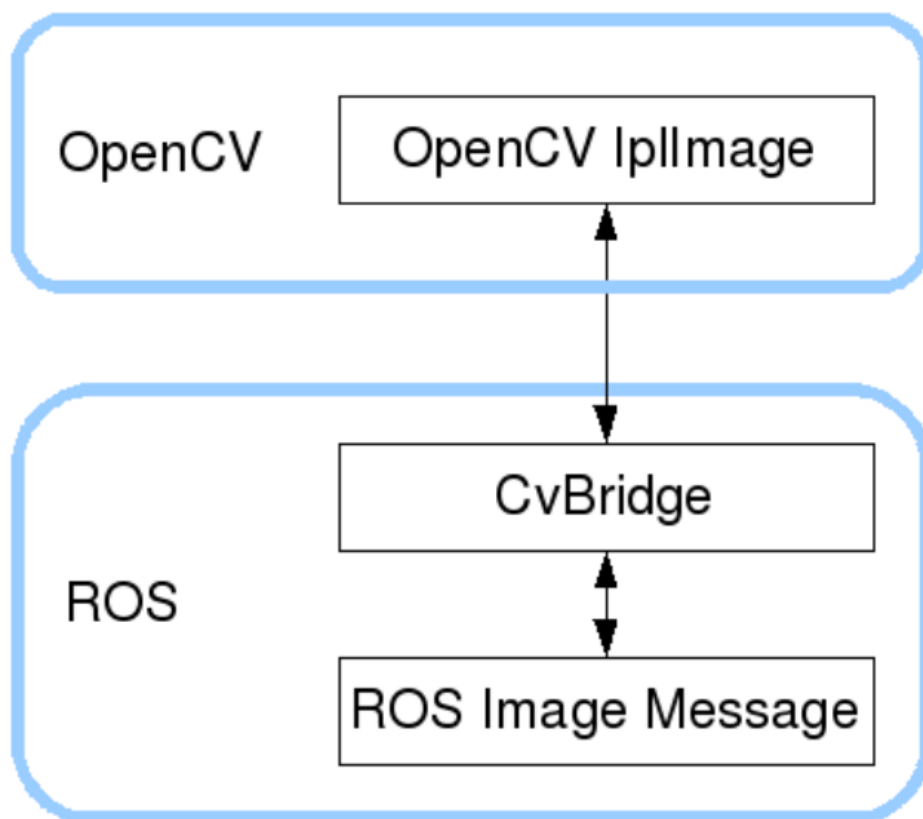 OpenCV
OpenCV IplImage
CvBridge
ROS
ROS Image Message